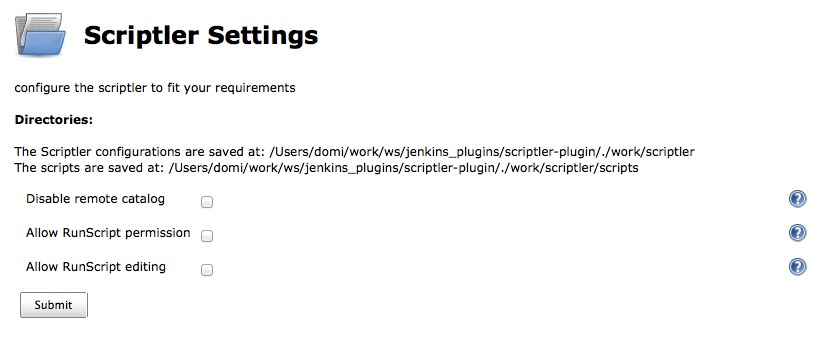 Scriptler Settings
configure the scriptler to fit your requirements
Directories:
The Scriptler configurations are saved at: /Users/domi/work/ws/jenkins_plugins/scriptler-plugin/./work/scriptler
The scripts are saved at: /Users/domi/work/ws/jenkins_plugins/scriptler-plugin/./work/scriptler/scripts
Disable remote catalog ?
Allow RunScript permission ?
Allow RunScript editing ?
Submit